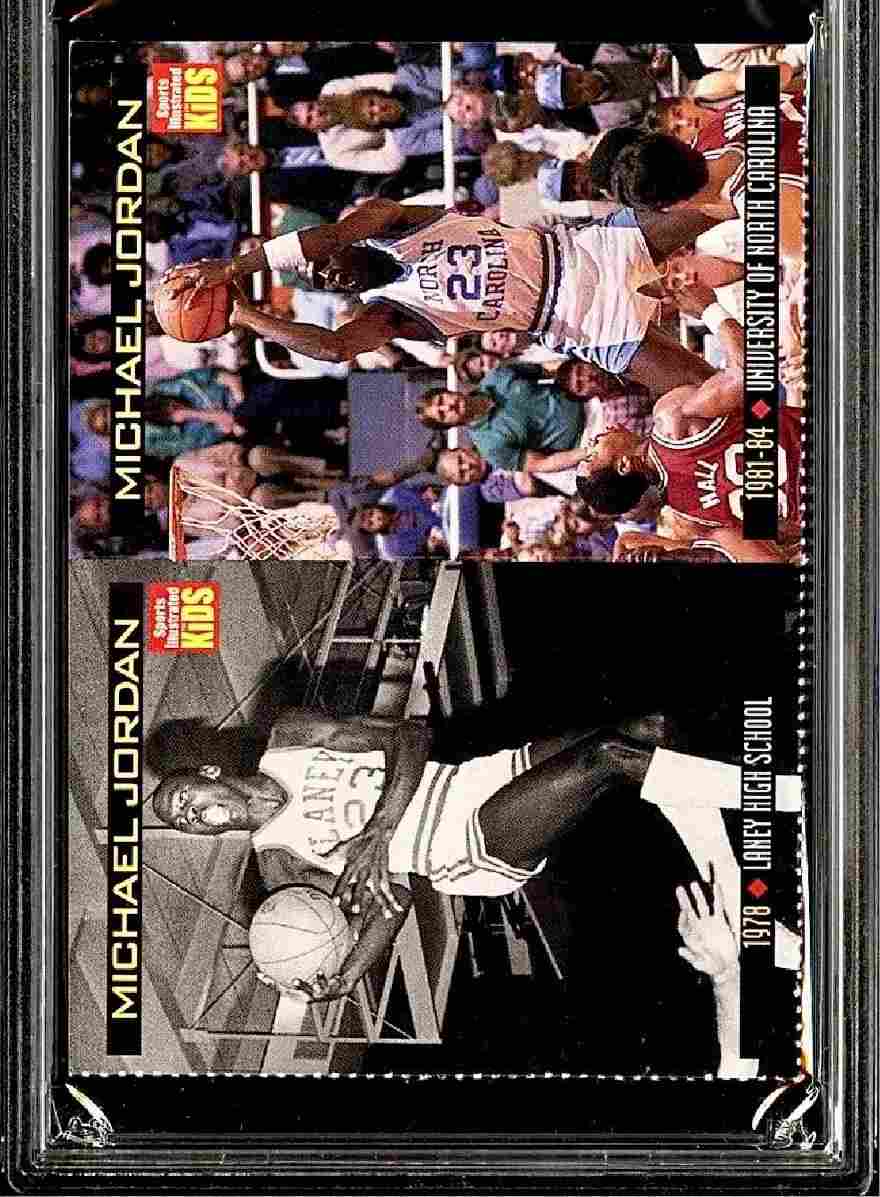 MICHAEL JORDAN
Sports
Illustrated
KIDS
NORTH
23
CAROLINA
HALL
1981-84 ♦ UNIVERSITY OF NORTH CAROLINA
MICHAEL JORDAN
Sports
Illustrated
KIDS
LANEY
23
1978 ♦ LANEY HIGH SCHOOL